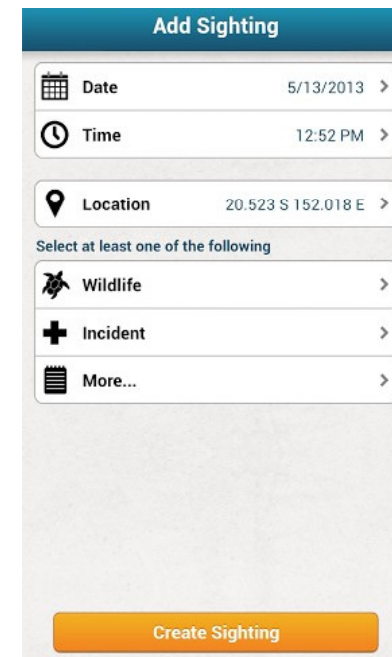 Add Sighting
Date 5/13/2013
Time 12:52 PM
Location 20.523 S 152.018 E
Select at least one of the following
Wildlife
Incident
More...
Create Sighting